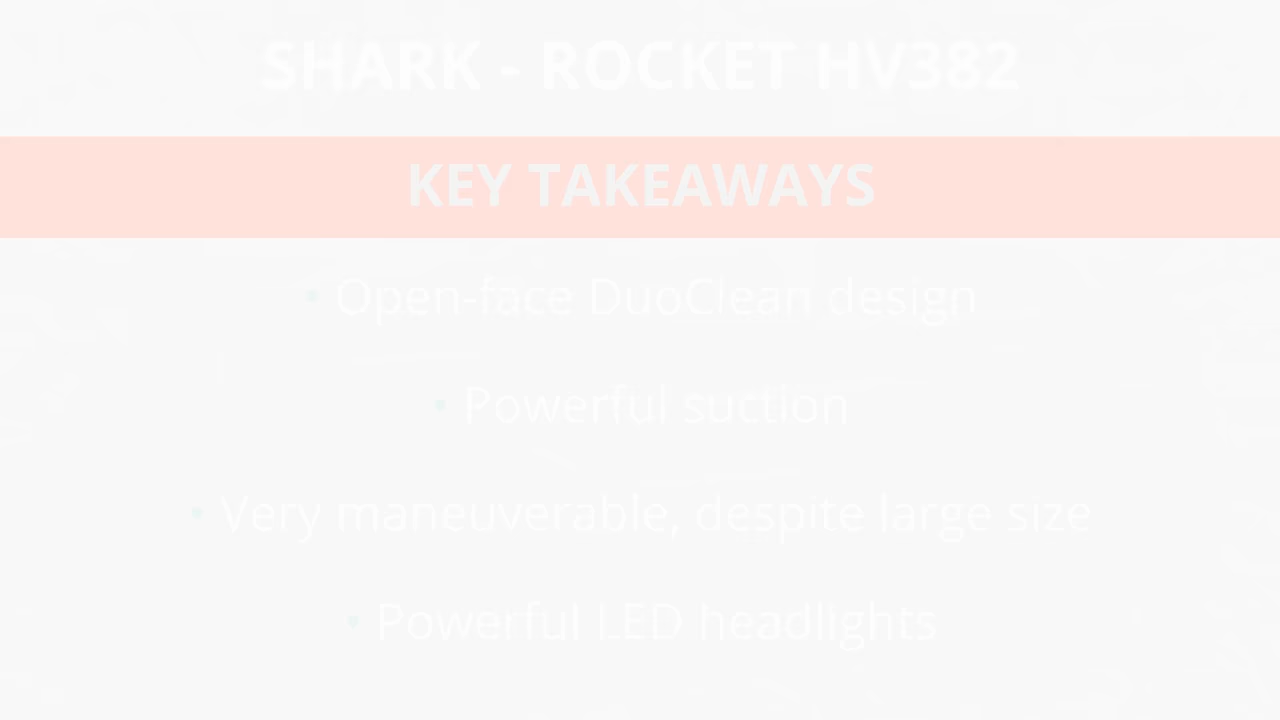 SHARK - ROCKET HV382
KEY TAKEAWAYS
• Open-face DuoClean design
• Powerful suction
• Very maneuverable, despite large size
• Powerful LED headlights